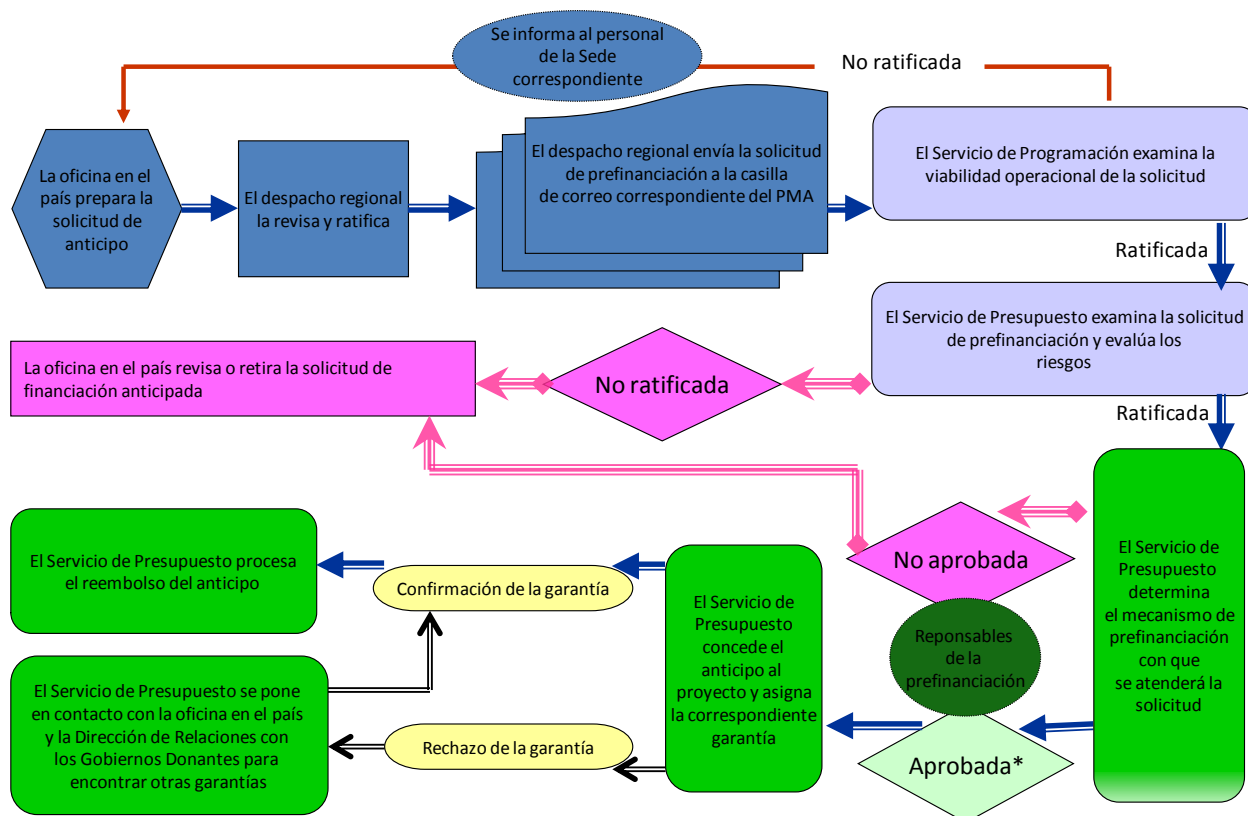 Se informa al personal
de la Sede
correspondiente
No ratificada
La oficina en el
país prepara la
solicitud de
anticipo
El despacho regional
la revisa y ratifica
El despacho regional envía la solicitud
de prefinanciación a la casilla
de correo correspondiente del PMA
El Servicio de Programación examina la
viabilidad operacional de la solicitud
Ratificada
El Servicio de Presupuesto examina la solicitud
de prefinanciación y evalúa los
riesgos
No ratificada
La oficina en el país revisa o retira la solicitud de
financiación anticipada
Ratificada
El Servicio de
Presupuesto
determina
el mecanismo de
prefinanciación
con que
se atenderá la
solicitud
No aprobada
Reponsables
de la
prefinanciación
Aprobada*
El Servicio de
Presupuesto
concede el
anticipo al
proyecto y asigna
la correspondiente
garantía
Confirmación de la garantía
El Servicio de Presupuesto procesa
el reembolso del anticipo
Rechazo de la garantía
El Servicio de Presupuesto se pone
en contacto con la oficina en el país
y la Dirección de Relaciones con
los Gobiernos Donantes para
encontrar otras garantías